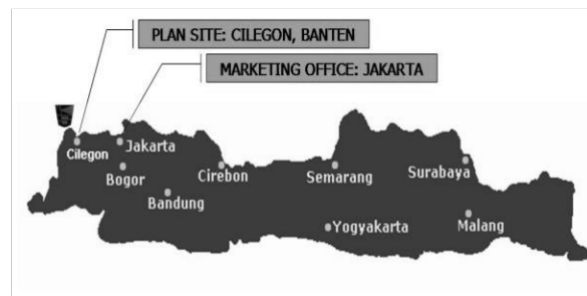 PLAN SITE: CILEGON, BANTEN
MARKETING OFFICE: JAKARTA
Cilegon
Jakarta
Bogor
Bandung
Cirebon
Semarang
Surabaya
Yogyakarta
Malang